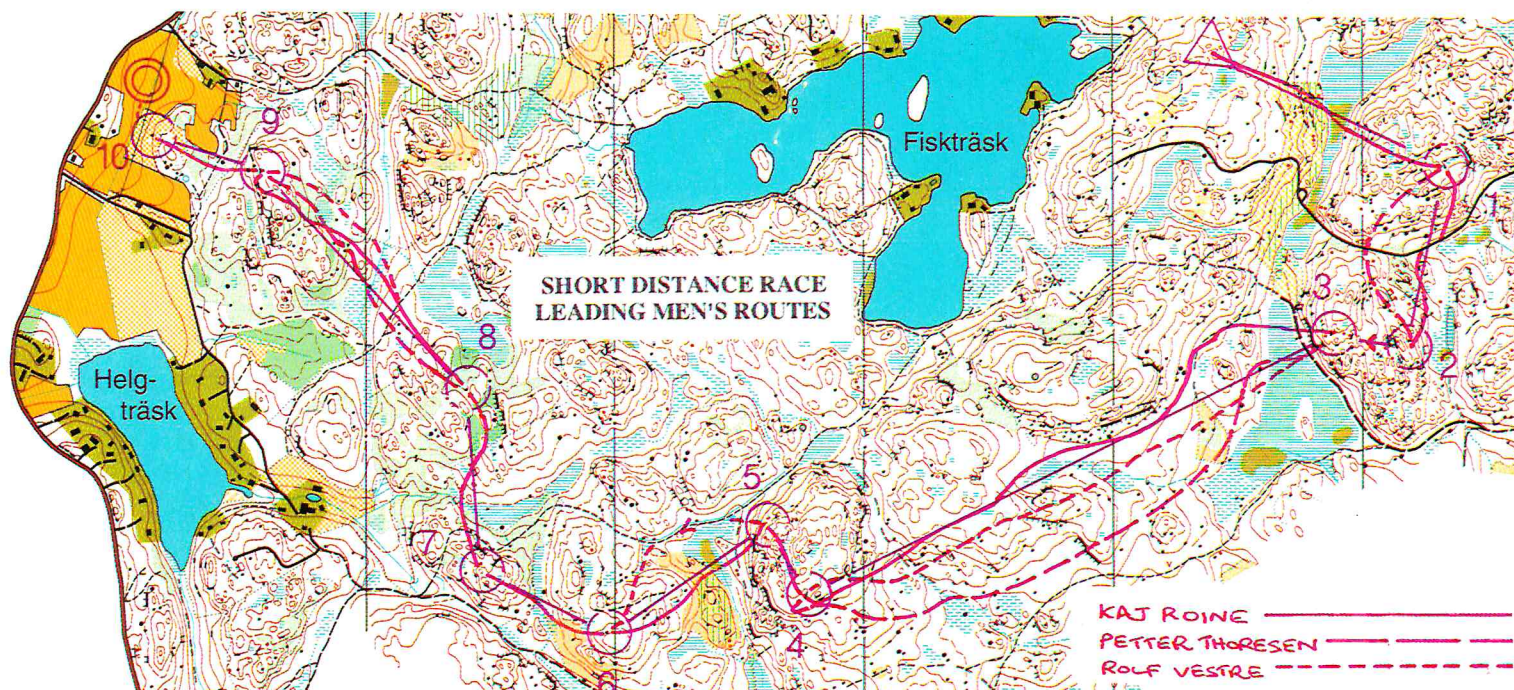 9
10
Fiskträsk
1
SHORT DISTANCE RACE
LEADING MEN'S ROUTES
3
8
2
Helg-
träsk
5
7
4
KAJ ROINE
PETTER THORESEN
ROLF VESTRE
6